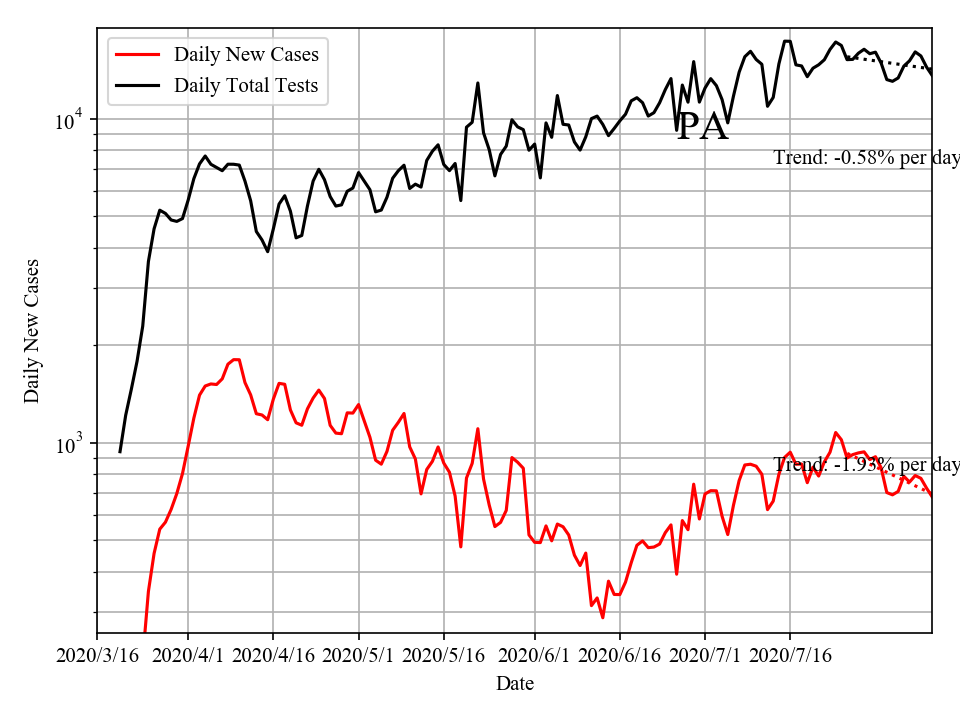 Daily New Cases
Daily Total Tests
10^4
PA
Trend: -0.58% per day
Daily New Cases
10^3
Trend: -1.93% per day
2020/3/16 2020/4/1 2020/4/16 2020/5/1 2020/5/16 2020/6/1 2020/6/16 2020/7/1 2020/7/16
Date